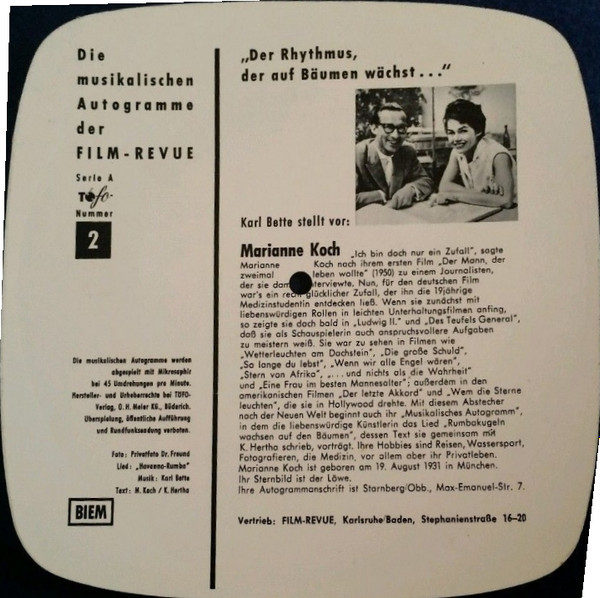 Die
musikalischen
Autogramme
der
FILM-REVUE
Serie A
Tofo
Nummer
2
Die musikalischen Autogramme werden
abgespielt mit Mikrosaphir
bei 45 Umdrehungen pro Minute.
Hersteller- und Urheberrechte bei TOFO-
Verlag, O. H. Meier KG., Büderich.
Überspielung, öffentliche Aufführung
und Rundfunksendung verboten.
Foto: Privatfoto Dr. Freund
Lied: „Havanna-Rumba"
Musik: Karl Bette
Text: M. Koch / K. Hertha
BIEM
„Der Rhythmus,
der auf Bäumen wächst . . ."
Karl Bette stellt vor:
Marianne Koch „Ich bin doch nur ein Zufall", sagte
Marianne Koch nach ihrem ersten Film „Der Mann, der
zweimal leben wollte" (1950) zu einem Journalisten,
der sie interviewte. Nun, für den deutschen Film
war's ein recht glücklicher Zufall, der ihn die 19jährige
Medizinstudentin entdecken ließ. Wenn sie zunächst mit
liebenswürdigen Rollen in leichten Unterhaltungsfilmen anfing,
so zeigte sie doch bald in „Ludwig II." und „Des Teufels General",
daß sie als Schauspielerin auch anspruchsvollere Aufgaben
zu meistern weiß. Sie war zu sehen in Filmen wie
„Wetterleuchten am Dachstein", „Die große Schuld",
„So lange du lebst", „Wenn wir alle Engel wären",
„Stern von Afrika", „. . . und nichts als die Wahrheit"
und „Eine Frau im besten Mannesalter"; außerdem in den
amerikanischen Filmen „Der letzte Akkord" und „Wem die Sterne
leuchten", die sie in Hollywood drehte. Mit diesem Abstecher
nach der Neuen Welt beginnt auch ihr „Musikalisches Autogramm",
in dem die liebenswürdige Künstlerin das Lied „Rumbakugeln
wachsen auf den Bäumen", dessen Text sie gemeinsam mit
K. Hertha schrieb, vorträgt. Ihre Hobbies sind Reisen, Wassersport,
Fotografieren, die Medizin, vor allem aber ihr Privatleben.
Marianne Koch ist geboren am 19. August 1931 in München.
Ihr Sternbild ist der Löwe.
Ihre Autogrammanschrift ist Starnberg/Obb., Max-Emanuel-Str. 7.
Vertrieb: FILM-REVUE, Karlsruhe/Baden, Stephanienstraße 16–20